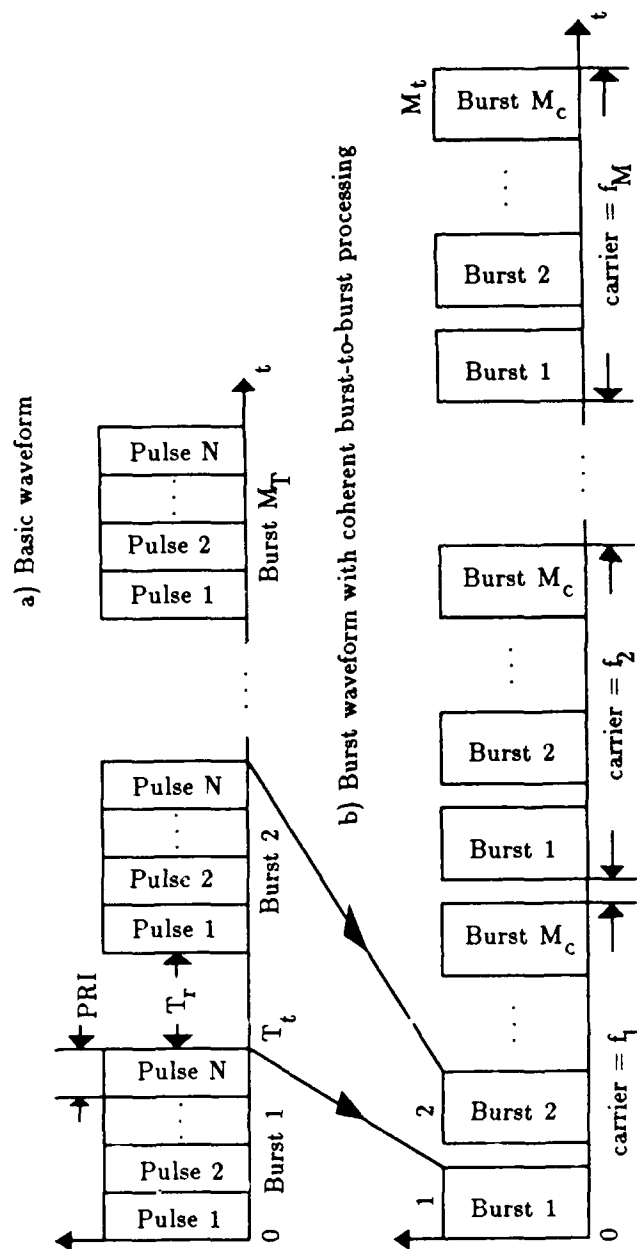 a) Basic waveform
PRI
Pulse 1 Pulse 2 · · · Pulse N
T_r
Pulse 1 Pulsc 2 · · · Pulse N
· · ·
Pulse 1 Pulse 2 · · · Pulse N
0 Burst 1 T_t Burst 2 Burst M_T t
b) Burst waveform with coherent burst-to-burst processing
1 2 M_t
Burst 1 Burst 2 · · · Burst M_c
Burst 1 Burst 2 · · · Burst M_c
· · ·
Burst 1 Burst 2 · · · Burst M_c
0 t
carrier = f_1 carrier = f_2 carrier = f_M